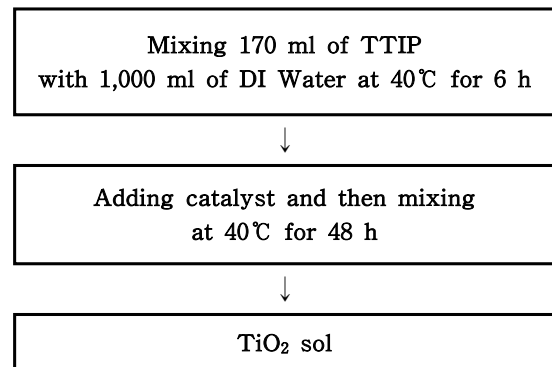 Mixing 170 ml of TTIP
with 1,000 ml of DI Water at 40℃ for 6 h
↓
Adding catalyst and then mixing
at 40℃ for 48 h
↓
TiO₂ sol